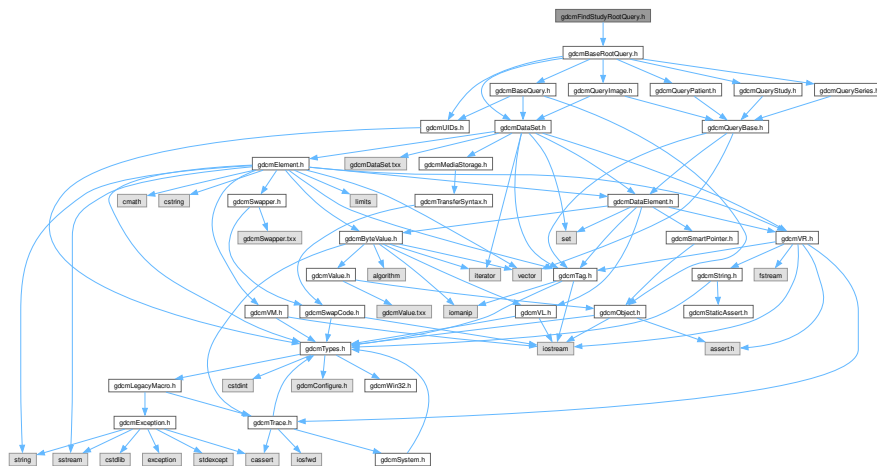 gdcmFindStudyRootQuery.h
gdcmBaseRootQuery.h
gdcmBaseQuery.h
gdcmQueryImage.h
gdcmQueryPatient.h
gdcmQueryStudy.h
gdcmQuerySeries.h
gdcmUIDs.h
gdcmDataSet.h
gdcmQueryBase.h
gdcmElement.h
gdcmDataSet.txx
gdcmMediaStorage.h
cmath
cstring
gdcmSwapper.h
limits
gdcmTransferSyntax.h
gdcmDataElement.h
gdcmSwapper.txx
gdcmByteValue.h
set
gdcmSmartPointer.h
gdcmVR.h
gdcmValue.h
algorithm
iterator
vector
gdcmTag.h
gdcmString.h
fstream
gdcmVM.h
gdcmSwapCode.h
gdcmValue.txx
iomanip
gdcmVL.h
gdcmObject.h
gdcmStaticAssert.h
gdcmTypes.h
iostream
assert.h
gdcmLegacyMacro.h
cstdint
gdcmConfigure.h
gdcmWin32.h
gdcmException.h
gdcmTrace.h
string
sstream
cstdlib
exception
stdexcept
cassert
iosfwd
gdcmSystem.h